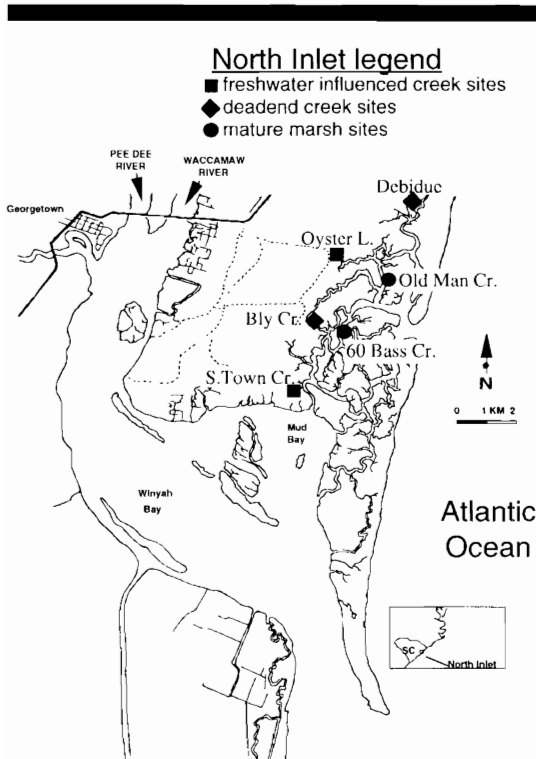 North Inlet legend
freshwater influenced creek sites
deadend creek sites
mature marsh sites
PEE DEE
RIVER
WACCAMAW
RIVER
Georgetown
Debidue
Oyster L.
Old Man Cr.
Bly Cr.
60 Bass Cr.
S.Town Cr.
N
0 1 KM 2
Mud
Bay
Winyah
Bay
Atlantic
Ocean
SC
North Inlet